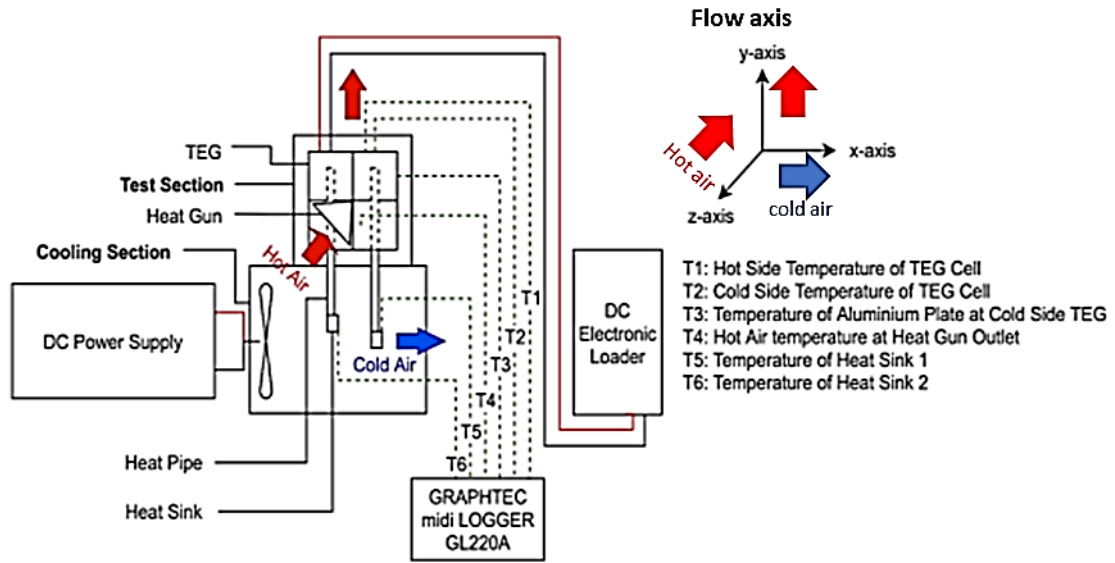 Flow axis
y-axis
x-axis
z-axis
Hot air
cold air
TEG
Test Section
Heat Gun
Hot Air
Cooling Section
DC Power Supply
Cold Air
Heat Pipe
Heat Sink
T1
T2
T3
T4
T5
T6
GRAPHTEC
midi LOGGER
GL220A
DC
Electronic
Loader
T1: Hot Side Temperature of TEG Cell
T2: Cold Side Temperature of TEG Cell
T3: Temperature of Aluminium Plate at Cold Side TEG
T4: Hot Air temperature at Heat Gun Outlet
T5: Temperature of Heat Sink 1
T6: Temperature of Heat Sink 2